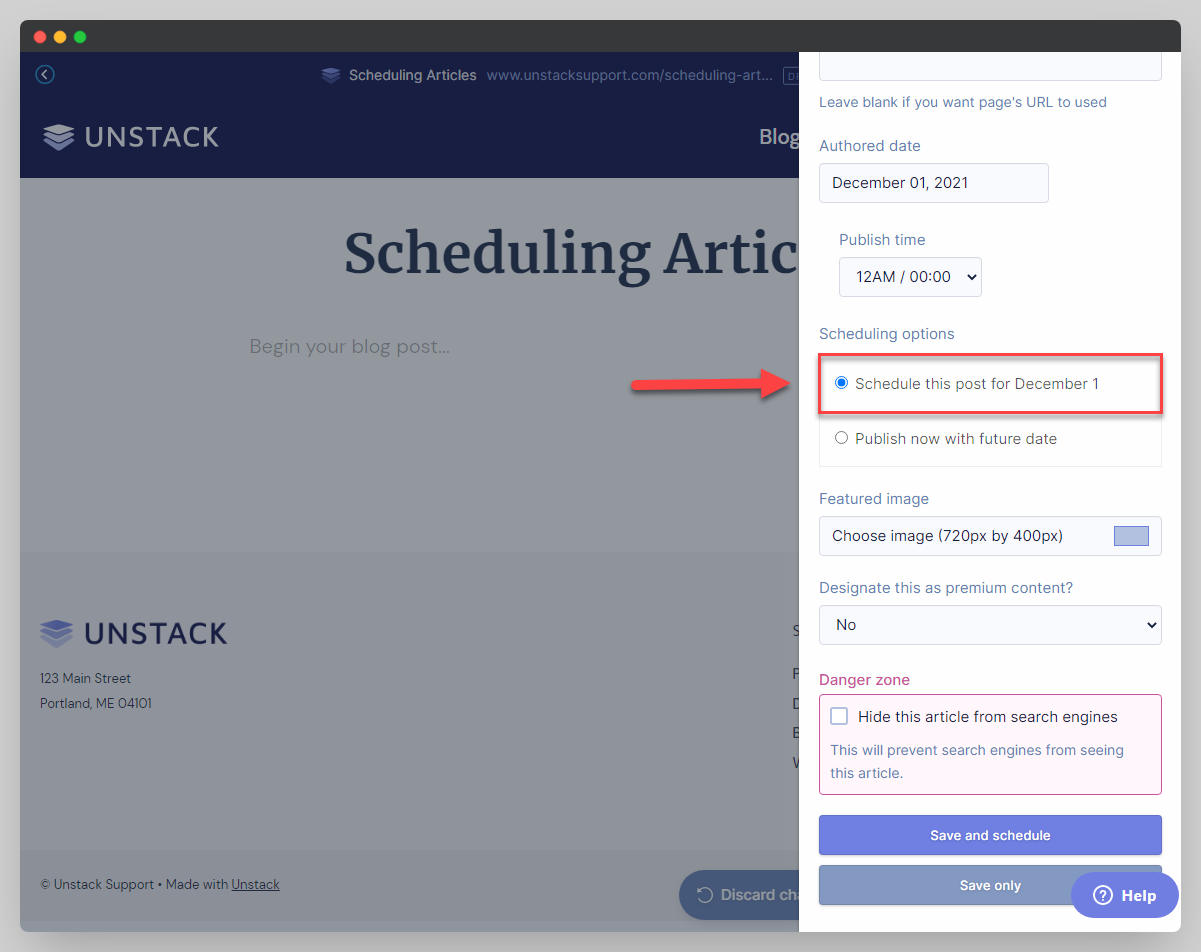 Scheduling Articles www.unstacksupport.com/scheduling-art...
UNSTACK
Blog
Scheduling Artic
Begin your blog post...
UNSTACK
123 Main Street
Portland, ME 04101
© Unstack Support • Made with Unstack
Discard cha
Leave blank if you want page's URL to used
Authored date
December 01, 2021
Publish time
12AM / 00:00
Scheduling options
Schedule this post for December 1
Publish now with future date
Featured image
Choose image (720px by 400px)
Designate this as premium content?
No
Danger zone
Hide this article from search engines
This will prevent search engines from seeing
this article.
Save and schedule
Save only
Help